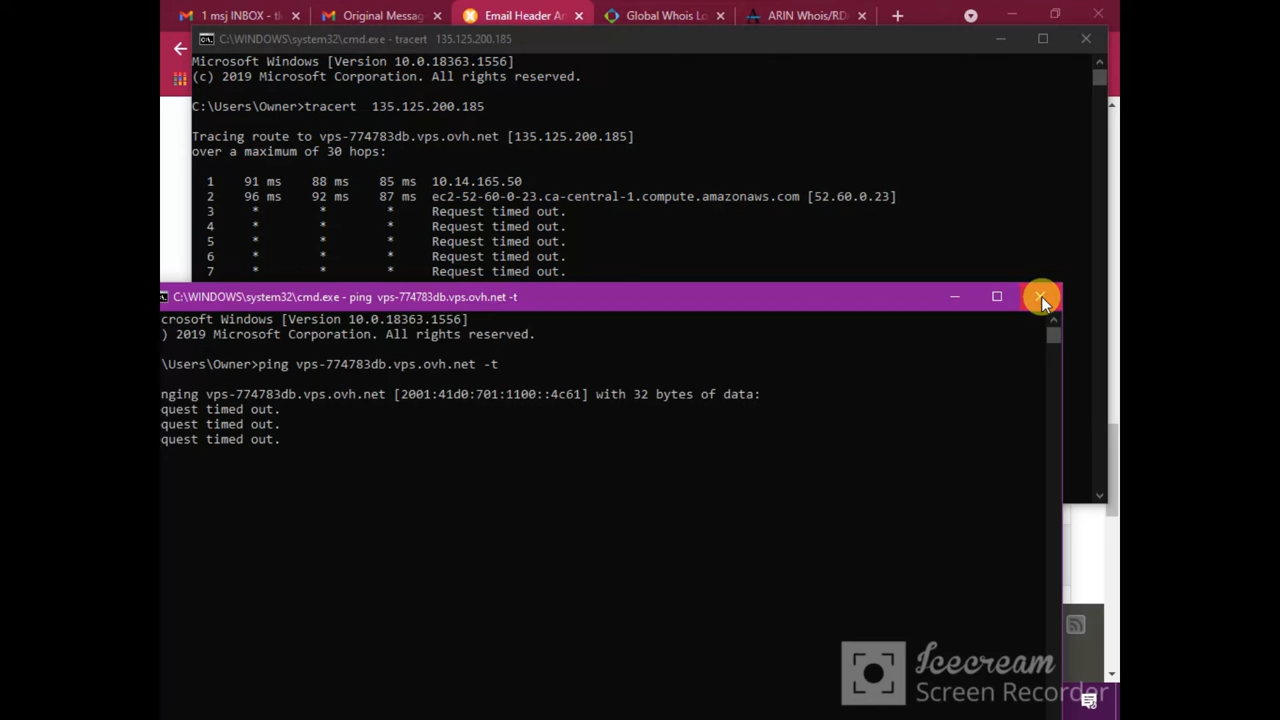 1 msj INBOX - t
Original Messag
Email Header A
Global Whois Lo
ARIN Whois/RD
C:\WINDOWS\system32\cmd.exe - tracert  135.125.200.185
Microsoft Windows [Version 10.0.18363.1556]
(c) 2019 Microsoft Corporation. All rights reserved.
C:\Users\Owner>tracert  135.125.200.185
Tracing route to vps-774783db.vps.ovh.net [135.125.200.185]
over a maximum of 30 hops:
1 91 ms 88 ms 85 ms 10.14.165.50
2 96 ms 92 ms 87 ms ec2-52-60-0-23.ca-central-1.compute.amazonaws.com [52.60.0.23]
3 * * * Request timed out.
4 * * * Request timed out.
5 * * * Request timed out.
6 * * * Request timed out.
7 * * * Request timed out.
C:\WINDOWS\system32\cmd.exe - ping  vps-774783db.vps.ovh.net -t
crosoft Windows [Version 10.0.18363.1556]
) 2019 Microsoft Corporation. All rights reserved.
\Users\Owner>ping vps-774783db.vps.ovh.net -t
nging vps-774783db.vps.ovh.net [2001:41d0:701:1100::4c61] with 32 bytes of data:
quest timed out.
quest timed out.
quest timed out.
Icecream
Screen Recorder